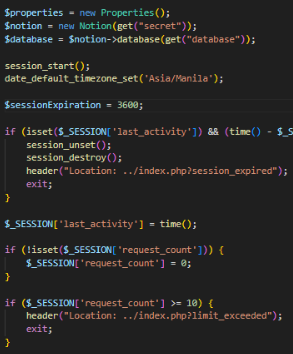 $properties = new Properties();
$notion = new Notion(get("secret"));
$database = $notion->database(get("database"));
session_start();
date_default_timezone_set('Asia/Manila');
$sessionExpiration = 3600;
if (isset($_SESSION['last_activity']) && (time() - $_S
session_unset();
session_destroy();
header("Location: ../index.php?session_expired");
exit;
}
$_SESSION['last_activity'] = time();
if (!isset($_SESSION['request_count'])) {
$_SESSION['request_count'] = 0;
}
if ($_SESSION['request_count'] >= 10) {
header("Location: ../index.php?limit_exceeded");
exit;
}